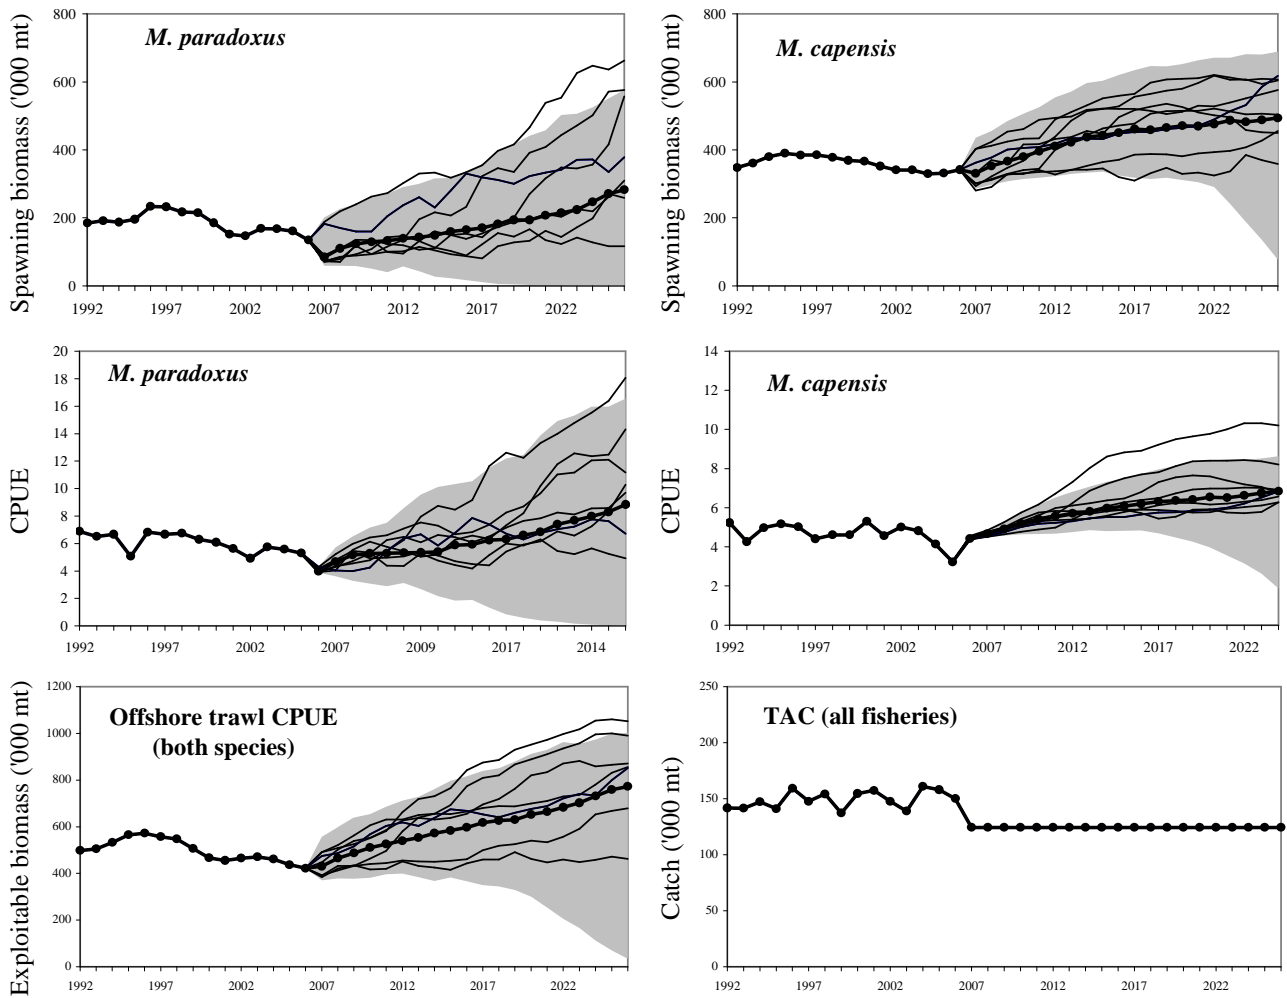 M. paradoxus
Spawning biomass ('000 mt)
800
600
400
200
0
1992 1997 2002 2007 2012 2017 2022
M. capensis
Spawning biomass ('000 mt)
800
600
400
200
0
1992 1997 2002 2007 2012 2017 2022
M. paradoxus
CPUE
20
18
16
14
12
10
8
6
4
2
0
1992 1997 2002 2007 2009 2017 2014
M. capensis
CPUE
14
12
10
8
6
4
2
0
1992 1997 2002 2007 2012 2017 2022
Offshore trawl CPUE
(both species)
Exploitable biomass ('000 mt)
1200
1000
800
600
400
200
0
1992 1997 2002 2007 2012 2017 2022
TAC (all fisheries)
Catch ('000 mt)
250
200
150
100
50
0
1992 1997 2002 2007 2012 2017 2022